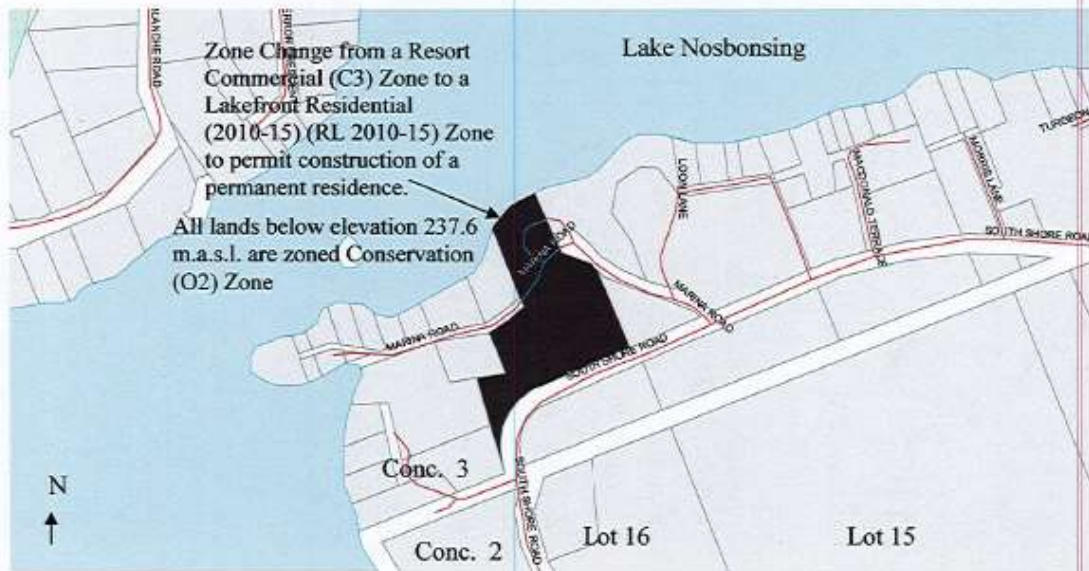 Lake Nosbonsing
Zone Change from a Resort
Commercial (C3) Zone to a
Lakefront Residential
(2010-15) (RL 2010-15) Zone
to permit construction of a
permanent residence.
All lands below elevation 237.6
m.a.s.l. are zoned Conservation
(O2) Zone
LOON LANE
MACDONALD TERRACE
MORRIS LANE
SOUTH SHORE ROAD
MARINA ROAD
MARINA ROAD
MARINA ROAD
SOUTH SHORE ROAD
SOUTH SHORE ROAD
Conc. 3
N
Conc. 2
Lot 16
Lot 15